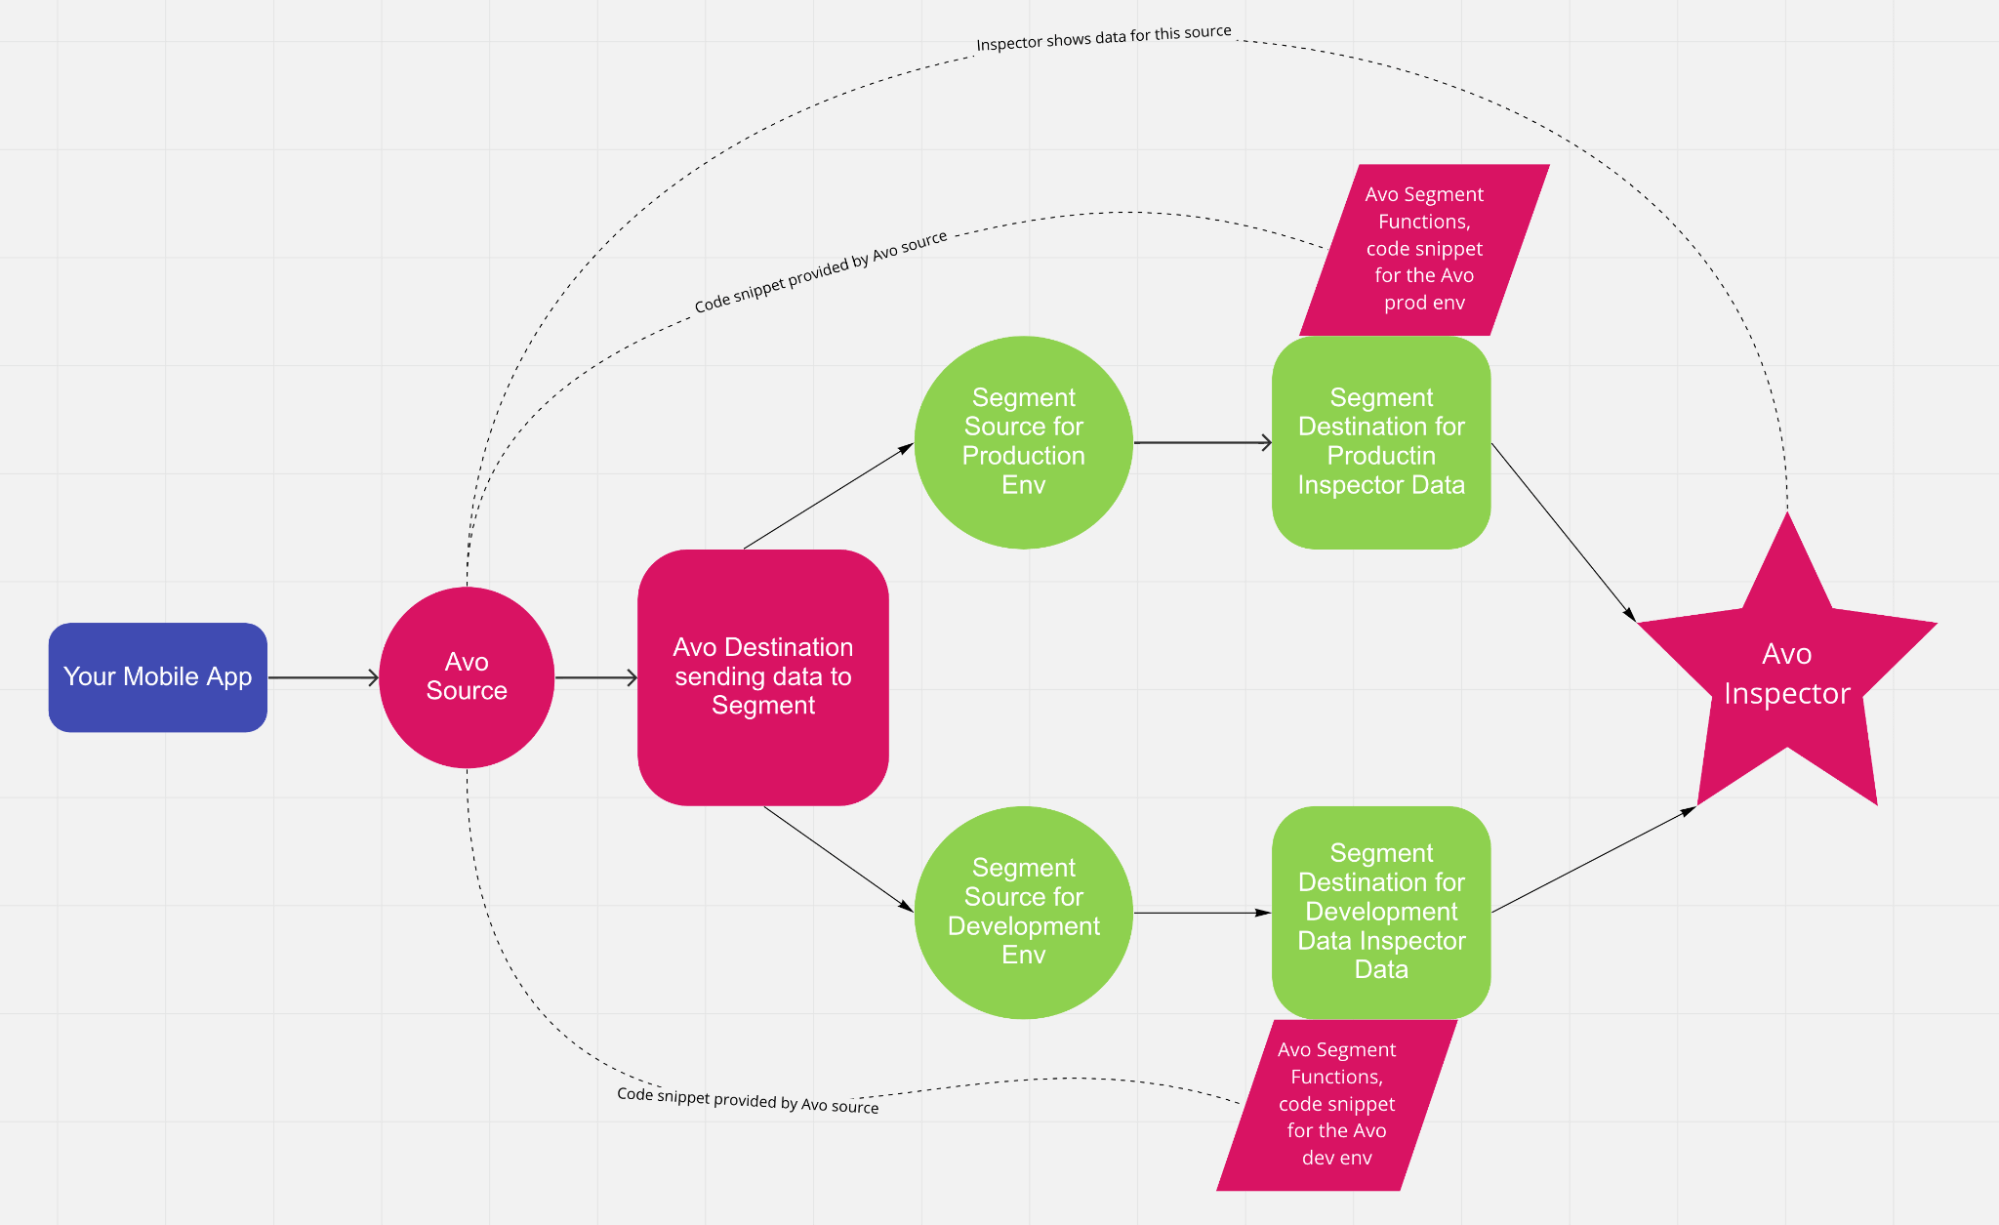 Inspector shows data for this source
Avo Segment
Functions,
code snippet
for the Avo
prod env
Code snippet provided by Avo source
Segment
Source for
Production
Env
Segment
Destination for
Productin
Inspector Data
Your Mobile App
Avo
Source
Avo Destination
sending data to
Segment
Avo
Inspector
Segment
Source for
Development
Env
Segment
Destination for
Development
Data Inspector
Data
Code snippet provided by Avo source
Avo Segment
Functions,
code snippet
for the Avo
dev env